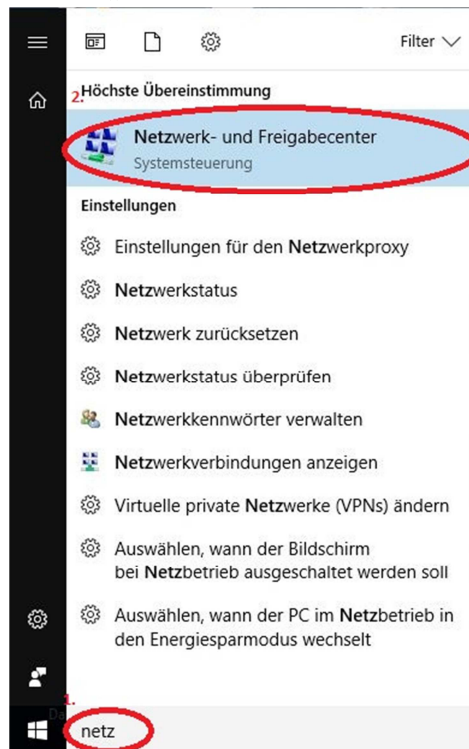 Filter
2.
Höchste Übereinstimmung
Netzwerk- und Freigabecenter
Systemsteuerung
Einstellungen
Einstellungen für den Netzwerkproxy
Netzwerkstatus
Netzwerk zurücksetzen
Netzwerkstatus überprüfen
Netzwerkkennwörter verwalten
Netzwerkverbindungen anzeigen
Virtuelle private Netzwerke (VPNs) ändern
Auswählen, wann der Bildschirm
bei Netzbetrieb ausgeschaltet werden soll
Auswählen, wann der PC im Netzbetrieb in
den Energiesparmodus wechselt
1.
netz